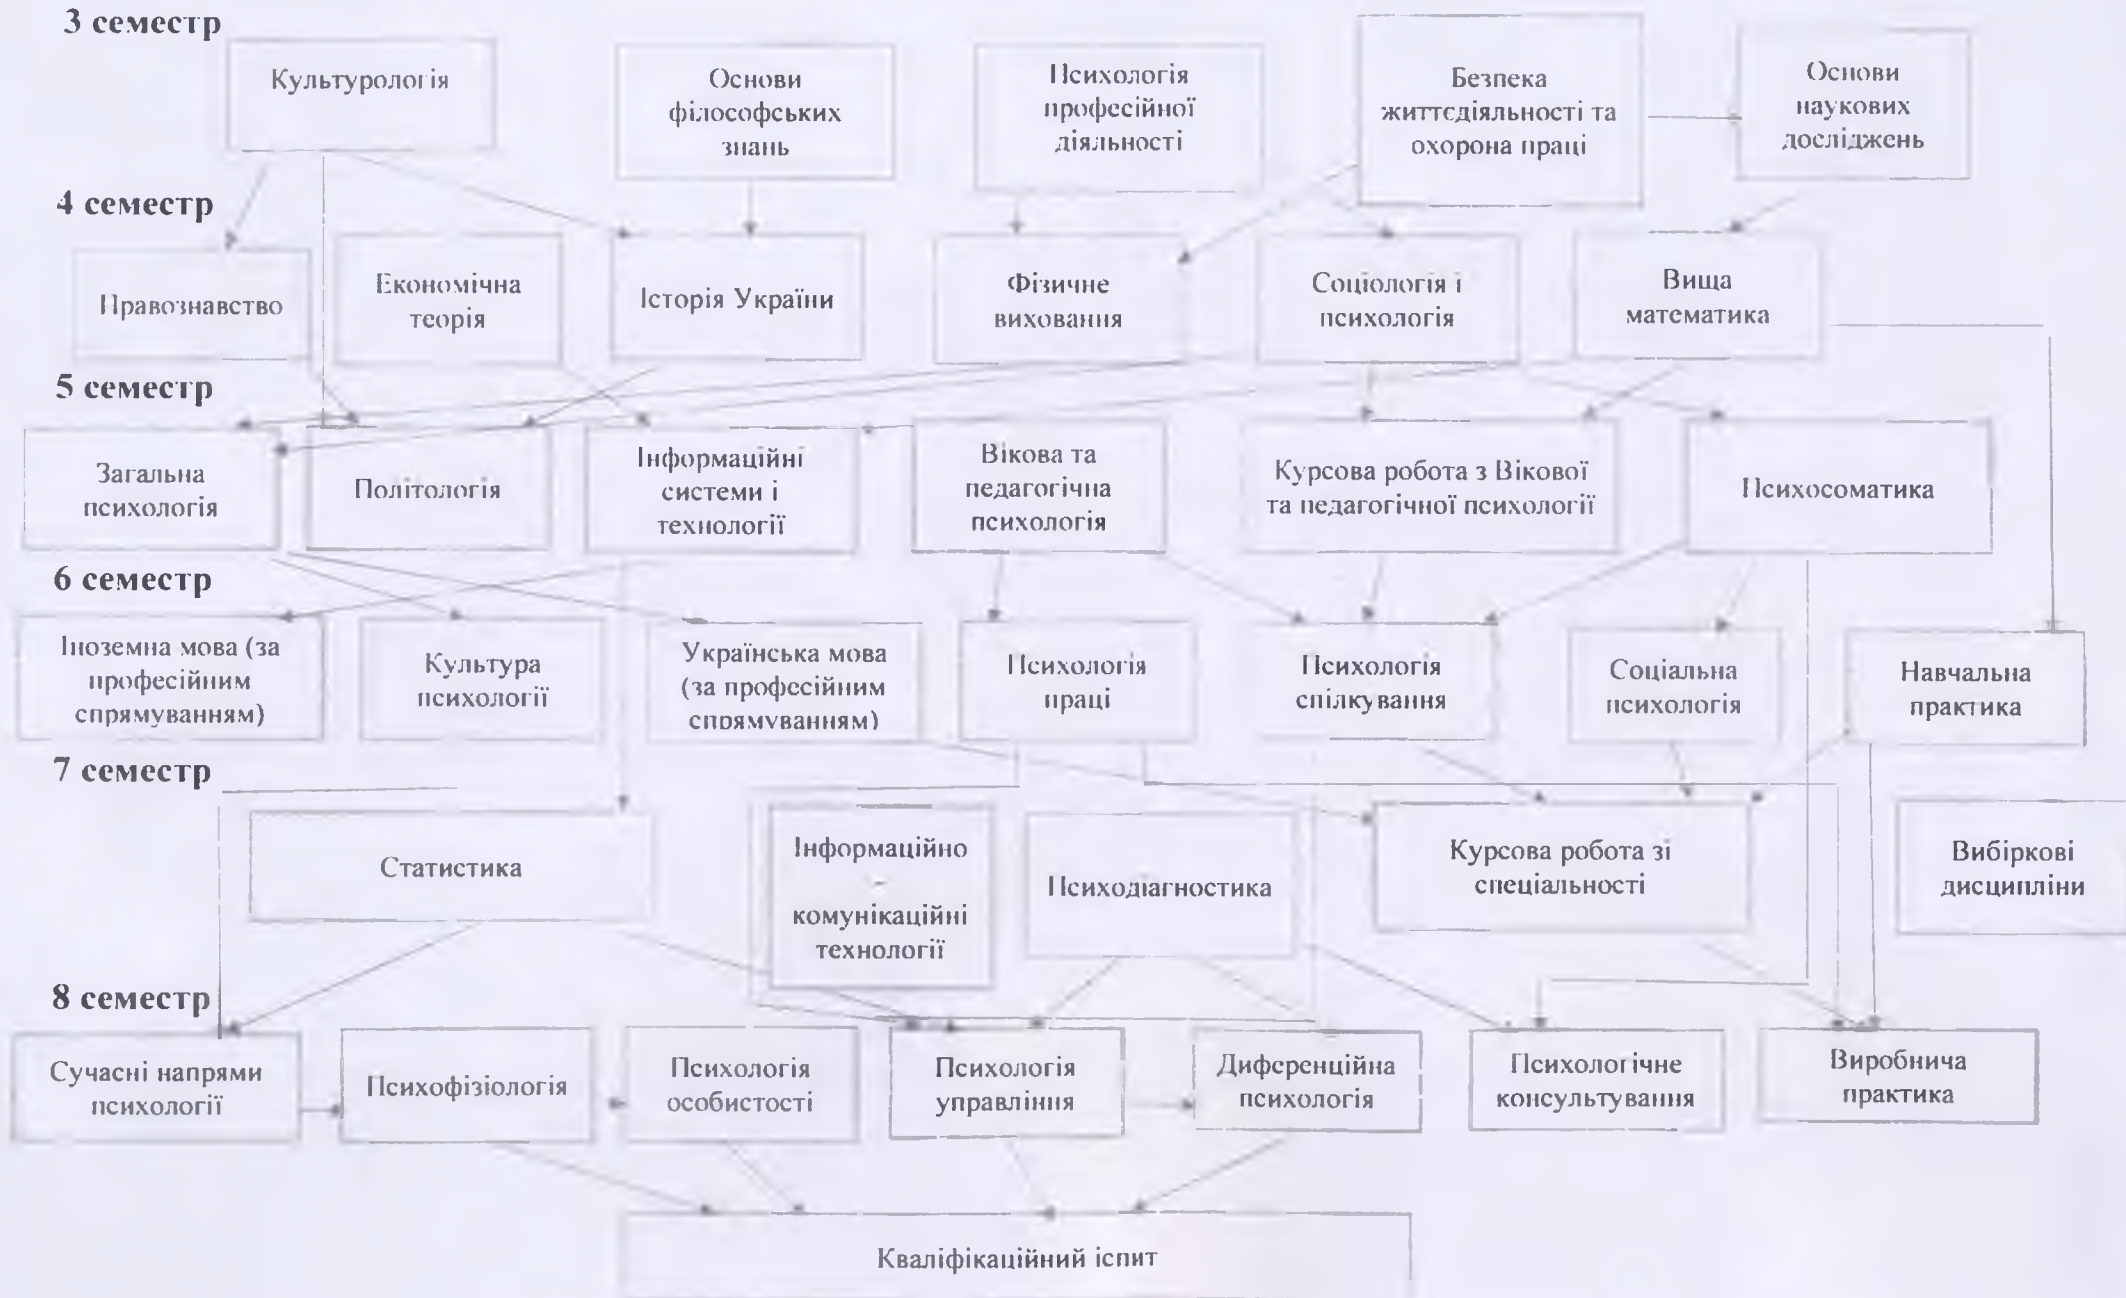 3 семестр
Культурологія
Основи
філософських
знань
Психологія
професійної
діяльності
Безпека
життєдіяльності та
охорона праці
Основи
наукових
досліджень
4 семестр
Правознавство
Економічна
теорія
Історія України
Фізичне
виховання
Соціологія і
психологія
Вища
математика
5 семестр
Загальна
психологія
Політологія
Інформаційні
системи і
технології
Вікова та
педагогічна
психологія
Курсова робота з Вікової
та педагогічної психології
Психосоматика
6 семестр
Іноземна мова (за
професійним
спрямуванням)
Культура
психології
Українська мова
(за професійним
спрямуванням)
Психологія
праці
Психологія
спілкування
Соціальна
психологія
Навчальна
практика
7 семестр
Статистика
Інформаційно
-
комунікаційні
технології
Психодіагностика
Курсова робота зі
спеціальності
Вибіркові
дисципліни
8 семестр
Сучасні напрями
психології
Психофізіологія
Психологія
особистості
Психологія
управління
Диференційна
психологія
Психологічне
консультування
Виробнича
практика
Кваліфікаційний іспит